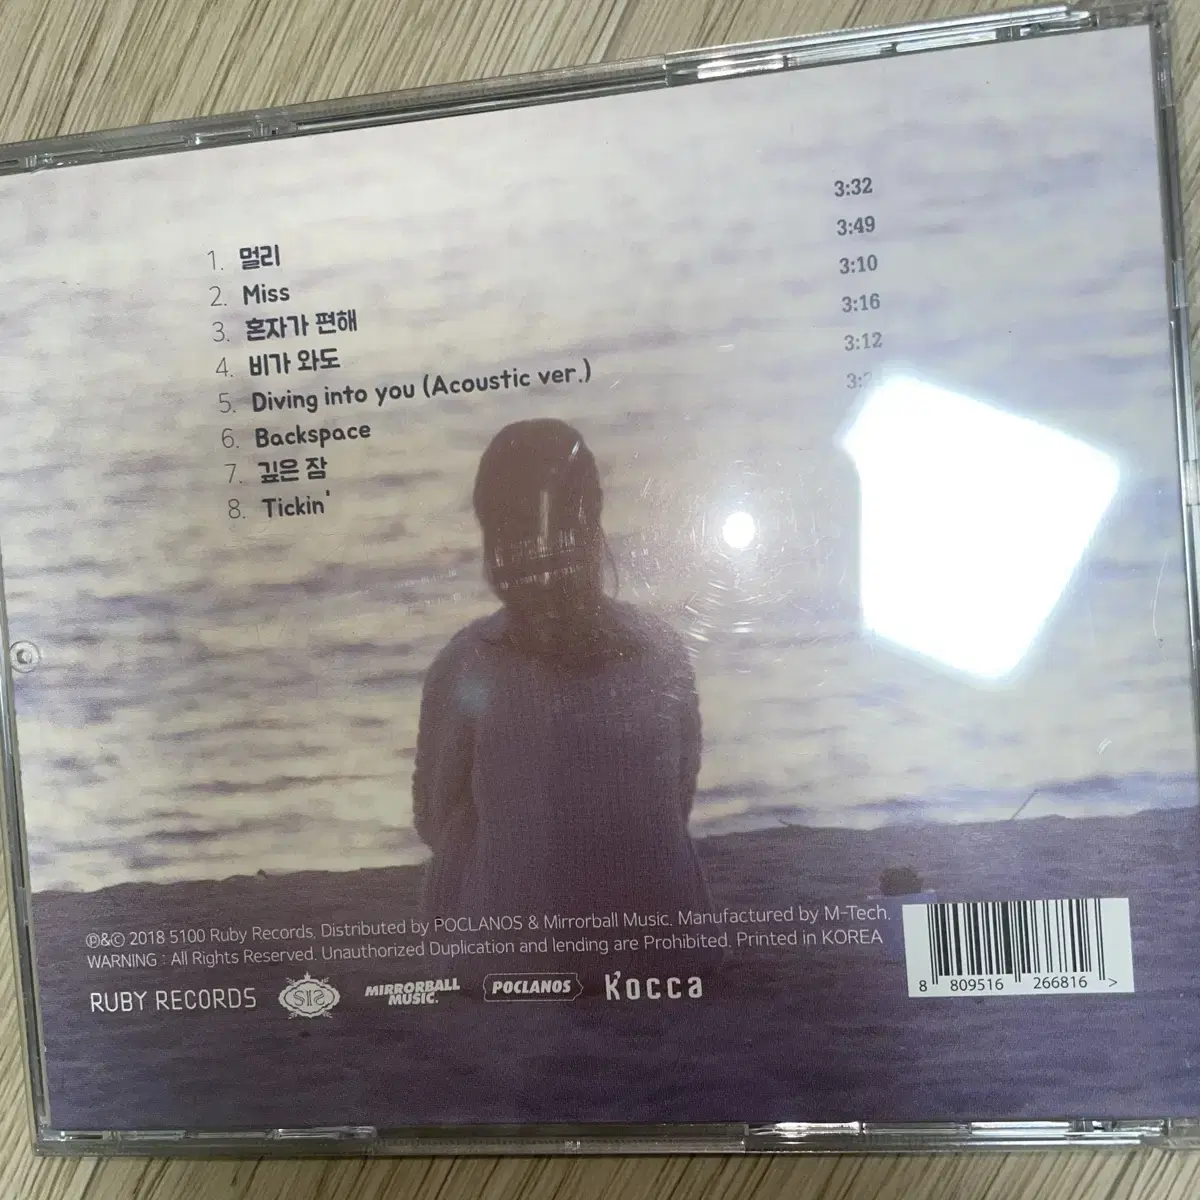 1. 멀리 3:32
2. Miss 3:49
3. 혼자가 편해 3:10
4. 비가 와도 3:16
5. Diving into you (Acoustic ver.) 3:12
6. Backspace
7. 깊은 잠
8. Tickin'
℗&© 2018 5100 Ruby Records. Distributed by POCLANOS & Mirrorball Music. Manufactured by M-Tech.
WARNING : All Rights Reserved. Unauthorized Duplication and lending are Prohibited. Printed in KOREA
RUBY RECORDS
MIRRORBALL
MUSIC.
POCLANOS
Kocca
8 809516 266816 >